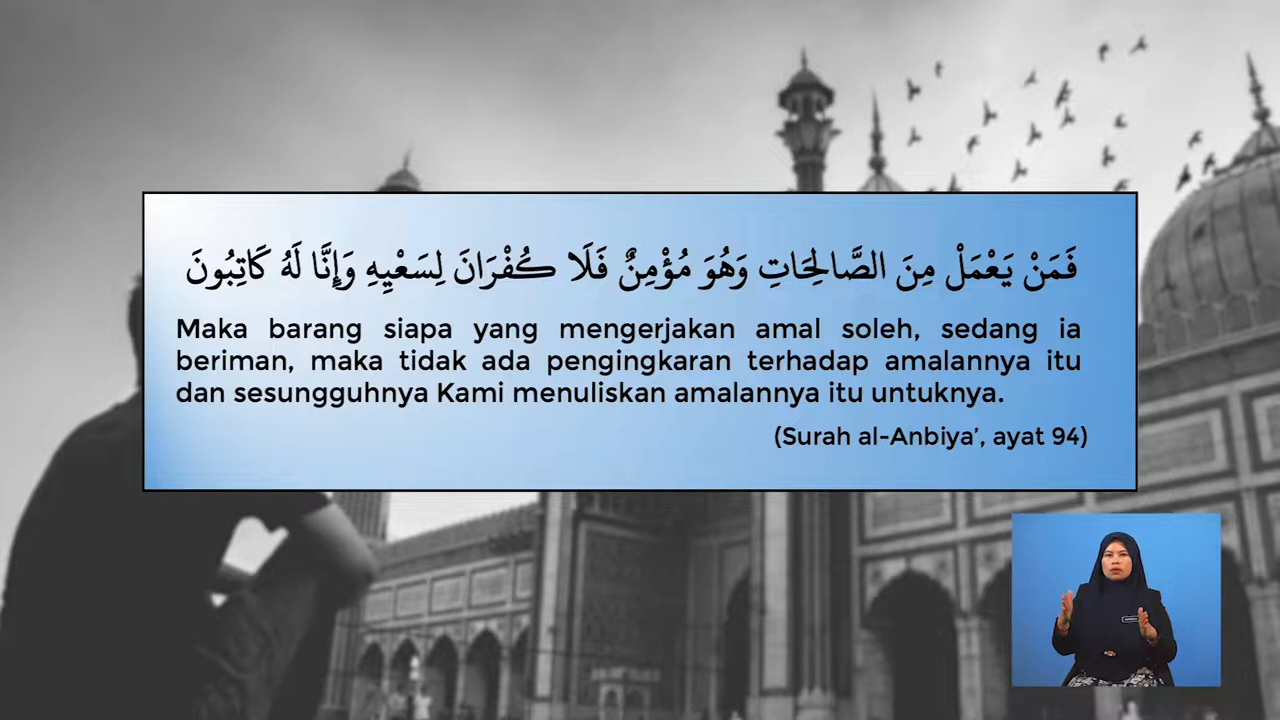 فَمَنْ يَعْمَلْ مِنَ الصَّالِحَاتِ وَهُوَ مُؤْمِنٌ فَلَا كُفْرَانَ لِسَعْيِهِ وَإِنَّا لَهُ كَاتِبُونَ
Maka barang siapa yang mengerjakan amal soleh, sedang ia
beriman, maka tidak ada pengingkaran terhadap amalannya itu
dan sesungguhnya Kami menuliskan amalannya itu untuknya.
(Surah al-Anbiya’, ayat 94)